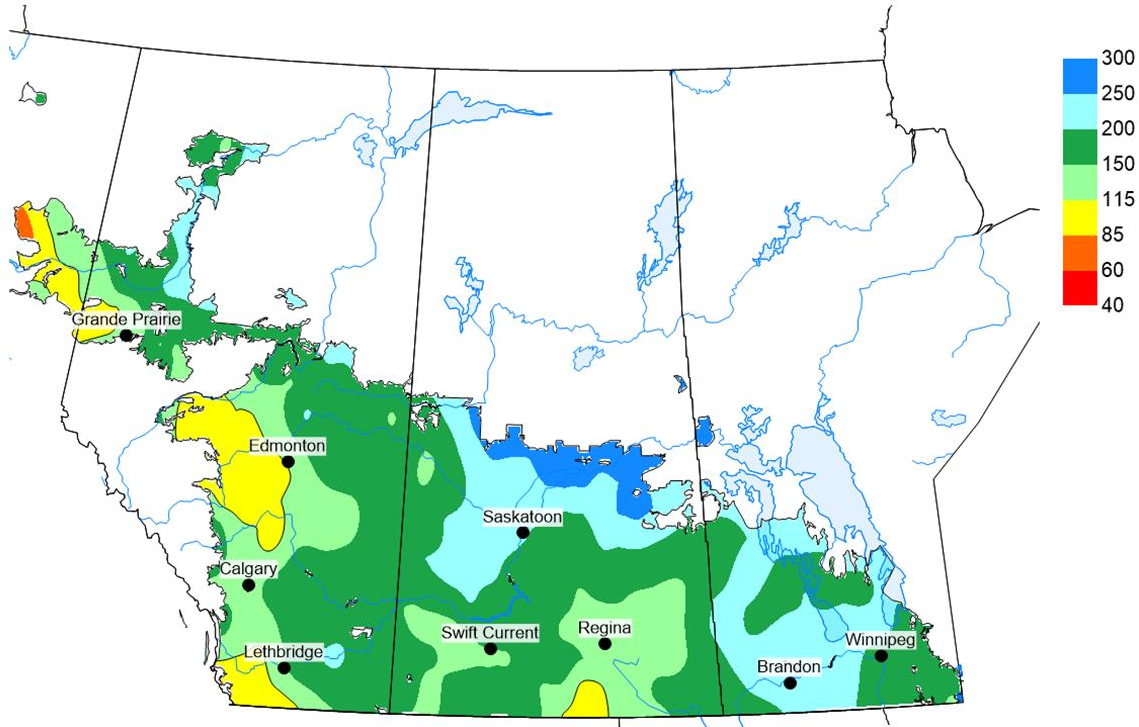 300
250
200
150
115
85
60
40
Grande Prairie
Edmonton
Saskatoon
Calgary
Swift Current
Regina
Winnipeg
Lethbridge
Brandon